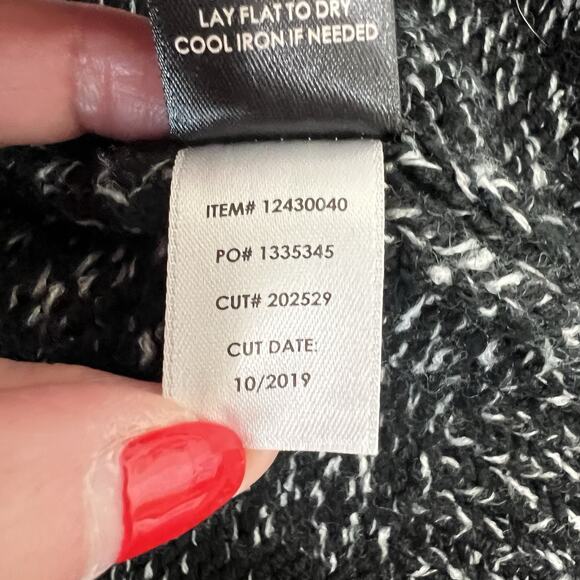 LAY FLAT TO DRY
COOL IRON IF NEEDED
ITEM# 12430040
PO# 1335345
CUT# 202529
CUT DATE:
10/2019